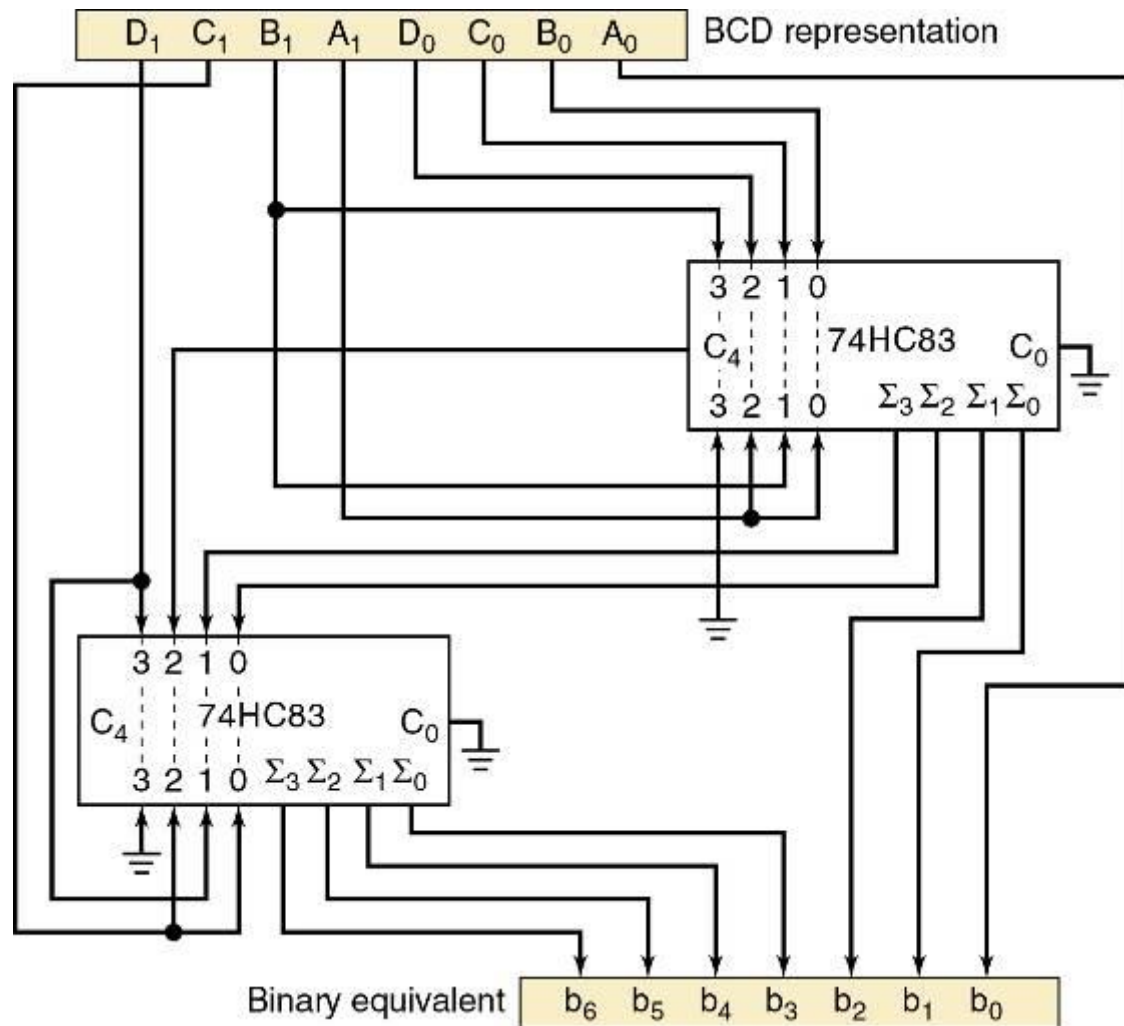 D₁ C₁ B₁ A₁ D₀ C₀ B₀ A₀ BCD representation
3 2 1 0
C₄ 74HC83 C₀
3 2 1 0 Σ₃ Σ₂ Σ₁ Σ₀
3 2 1 0
C₄ 74HC83 C₀
3 2 1 0 Σ₃ Σ₂ Σ₁ Σ₀
Binary equivalent b₆ b₅ b₄ b₃ b₂ b₁ b₀